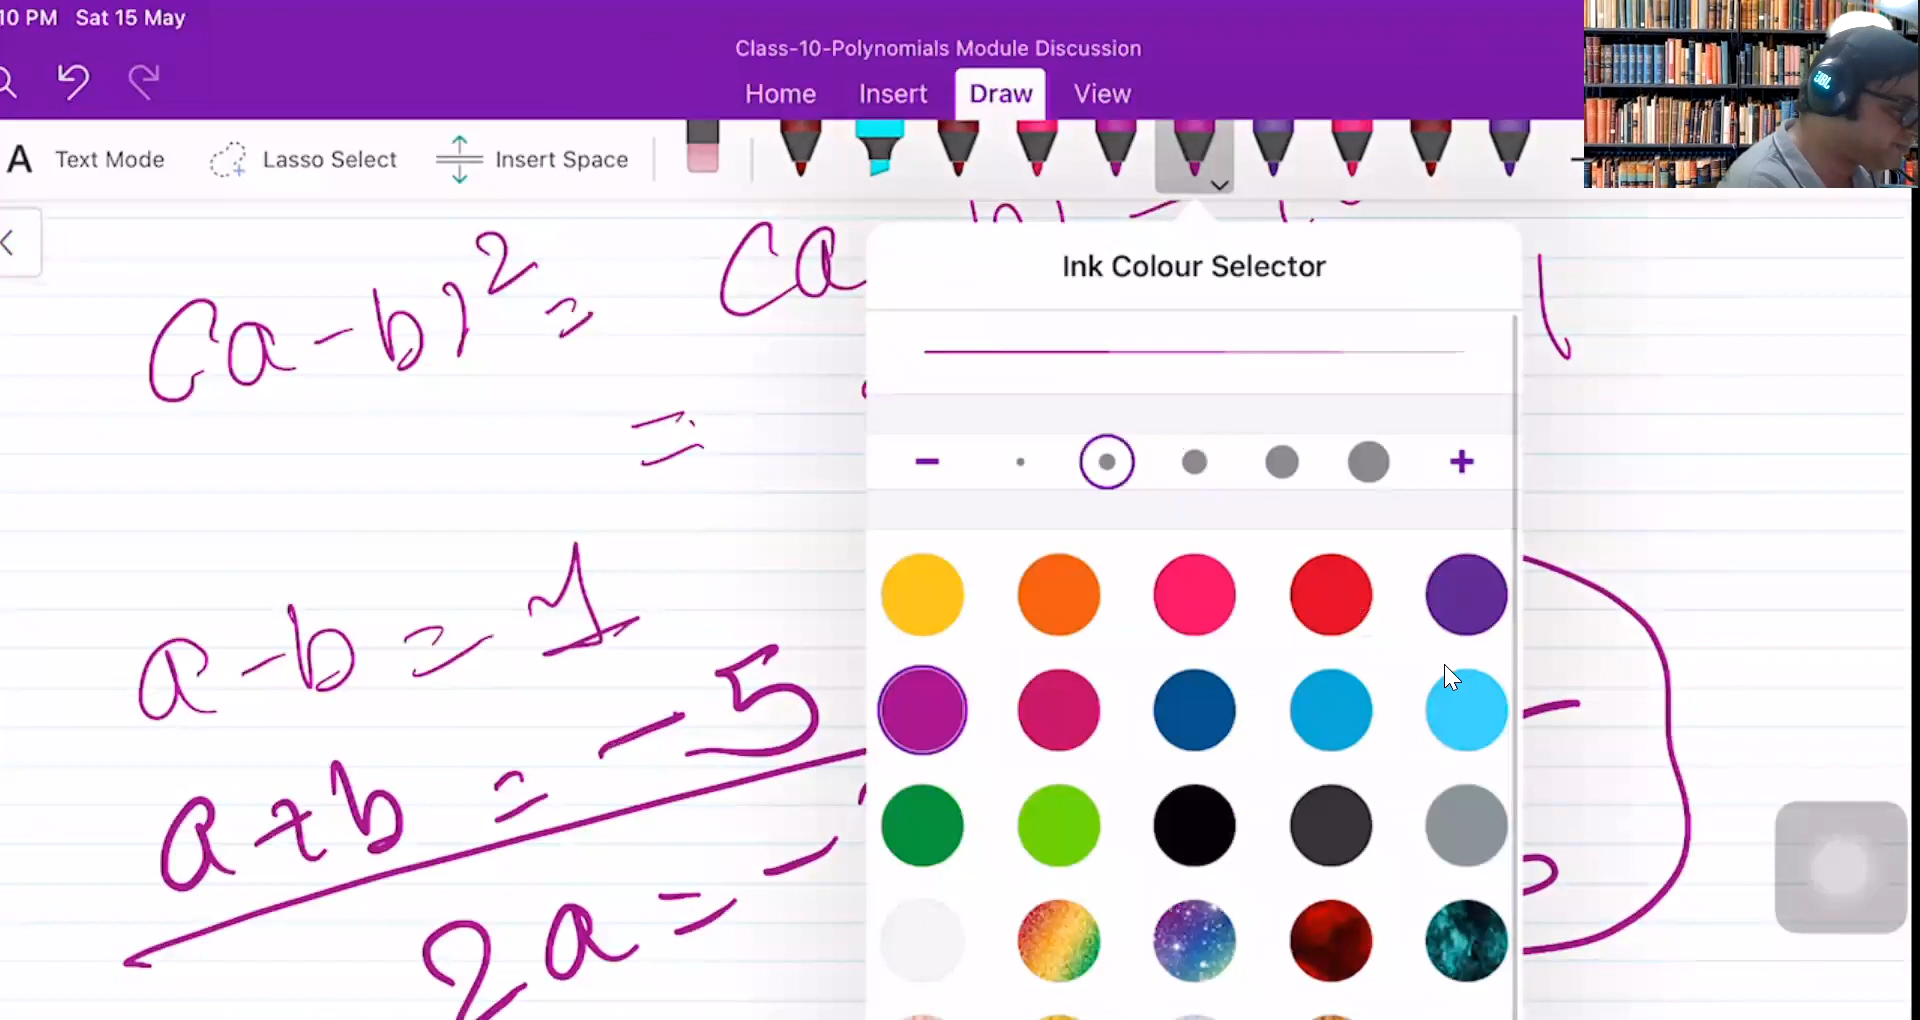 10 PM Sat 15 May
Class-10-Polynomials Module Discussion
Home Insert Draw View
A Text Mode Lasso Select Insert Space
Ink Colour Selector
(a-b)² = (a
=
a-b = 1
a+b = -5
2a = -